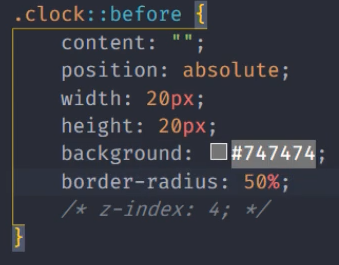 .clock::before {
content: "";
position: absolute;
width: 20px;
height: 20px;
background: #747474;
border-radius: 50%;
/* z-index: 4; */
}